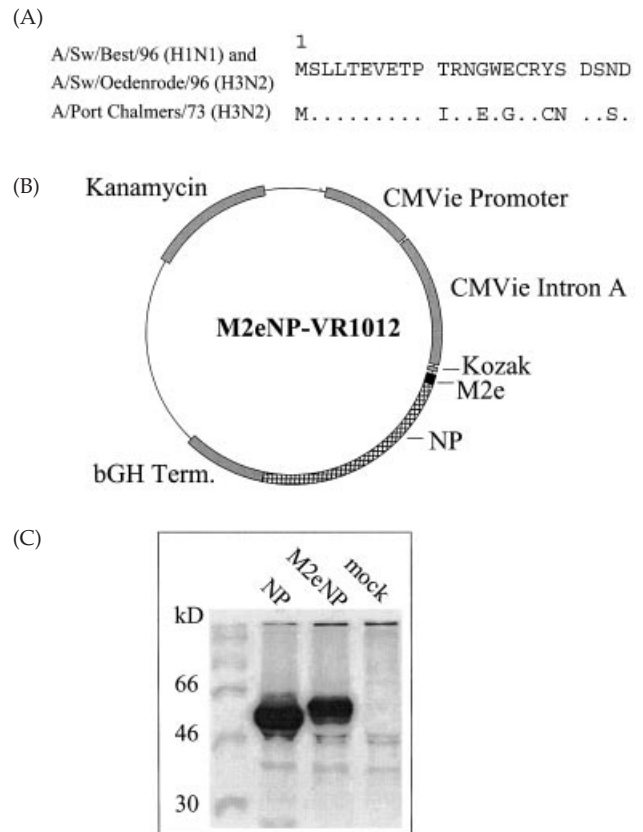 (A)
1
A/Sw/Best/96 (H1N1) and
A/Sw/Oedenrode/96 (H3N2)
MSLLTEVETP TRNGWECRYS DSND
A/Port Chalmers/73 (H3N2)
M......... I..E.G..CN ..S.
(B)
Kanamycin
CMVie Promoter
CMVie Intron A
M2eNP-VR1012
Kozak
M2e
NP
bGH Term.
(C)
NP
M2eNP
mock
kD
66
46
30